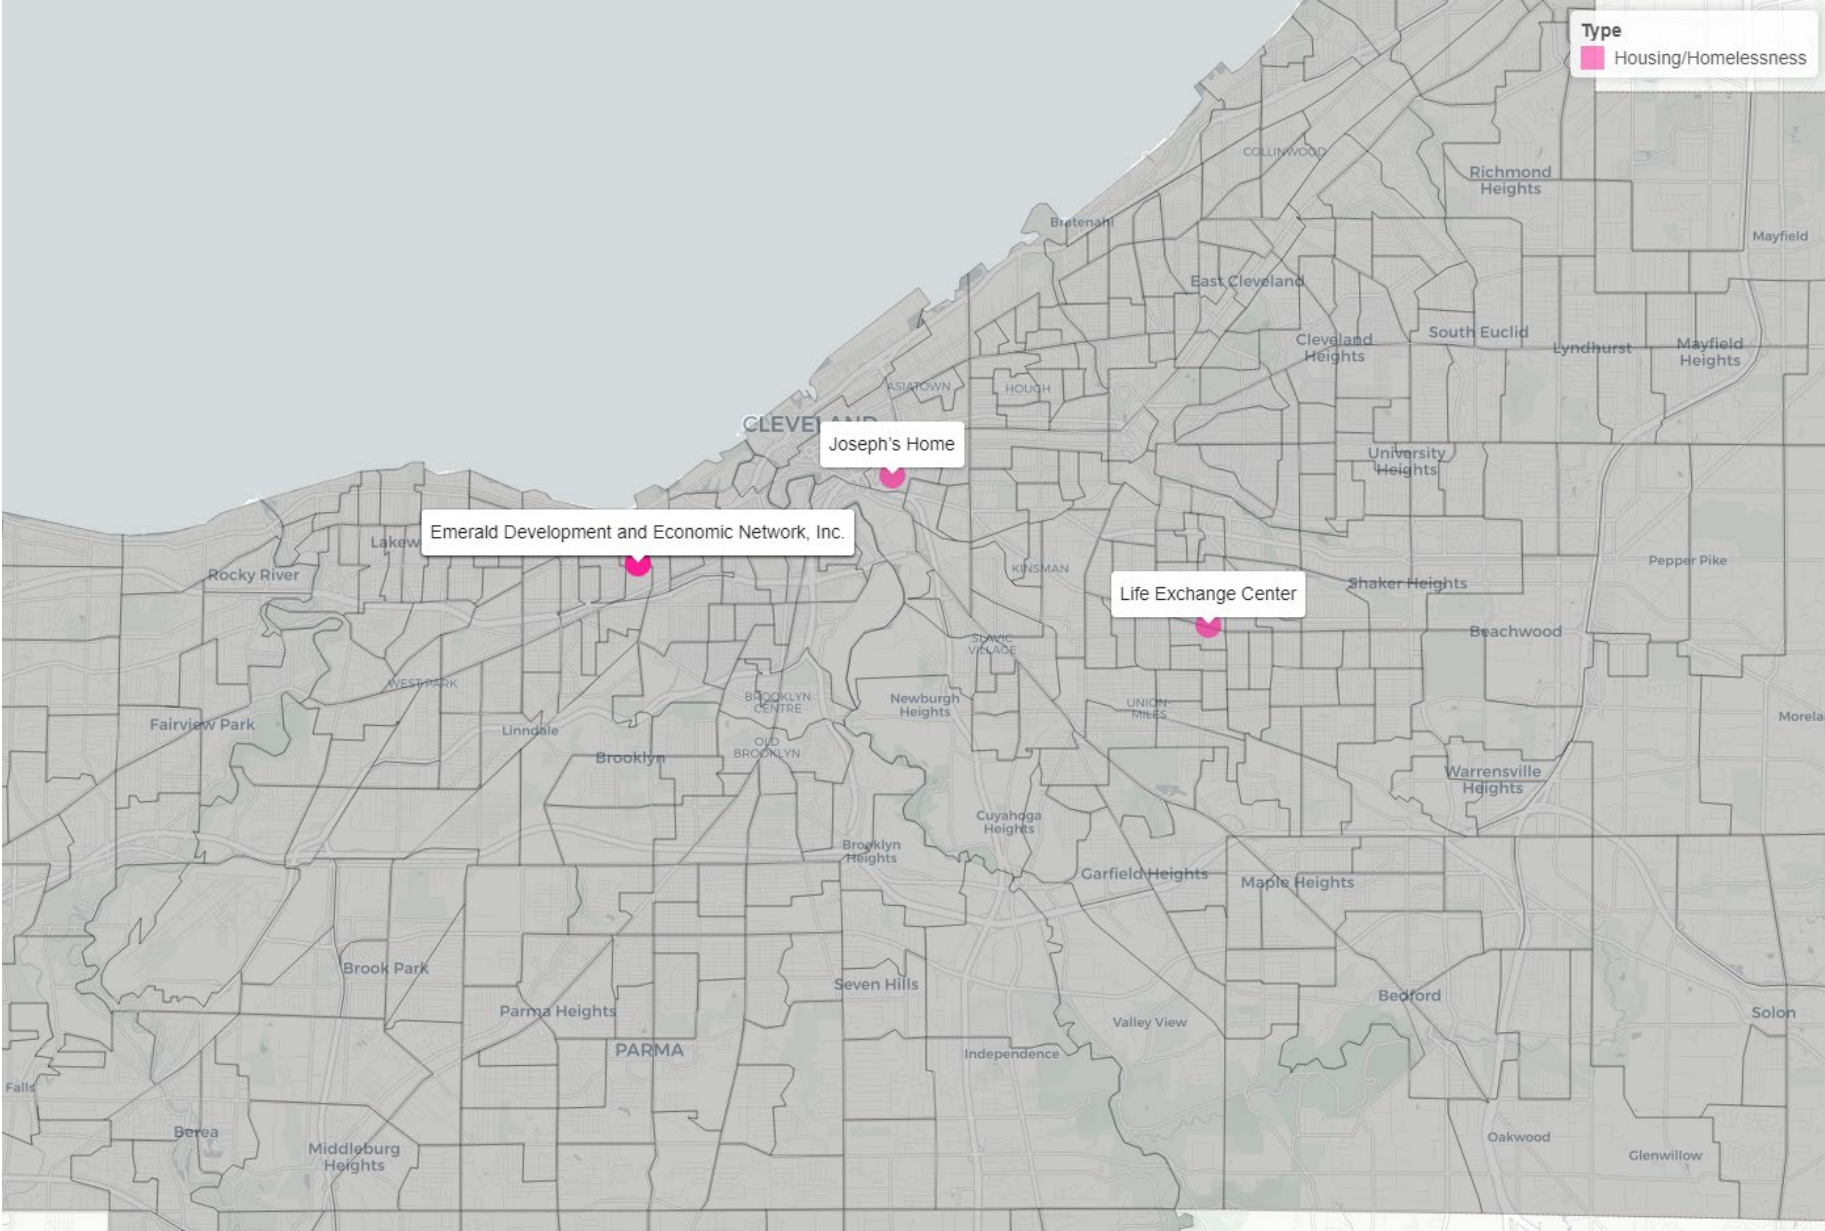 Type
Housing/Homelessness
COLLINWOOD
Richmond
Heights
Bratenahl
Mayfield
East Cleveland
South Euclid
Cleveland
Heights
Lyndhurst
Mayfield
Heights
ASIATOWN
HOUGH
CLEVELAND
Joseph's Home
University
Heights
Emerald Development and Economic Network, Inc.
Lakew
Rocky River
KINSMAN
Pepper Pike
Shaker Heights
Life Exchange Center
Beachwood
SLAVIC
VILLAGE
WEST PARK
BROOKLYN
CENTRE
Newburgh
Heights
UNION-
MILES
Morela
Fairview Park
Linndale
OLD
BROOKLYN
Brooklyn
Warrensville
Heights
Cuyahoga
Heights
Brooklyn
Heights
Garfield Heights
Maple Heights
Brook Park
Seven Hills
Bedford
Parma Heights
Valley View
Solon
PARMA
Independence
Falls
Berea
Oakwood
Middleburg
Heights
Glenwillow